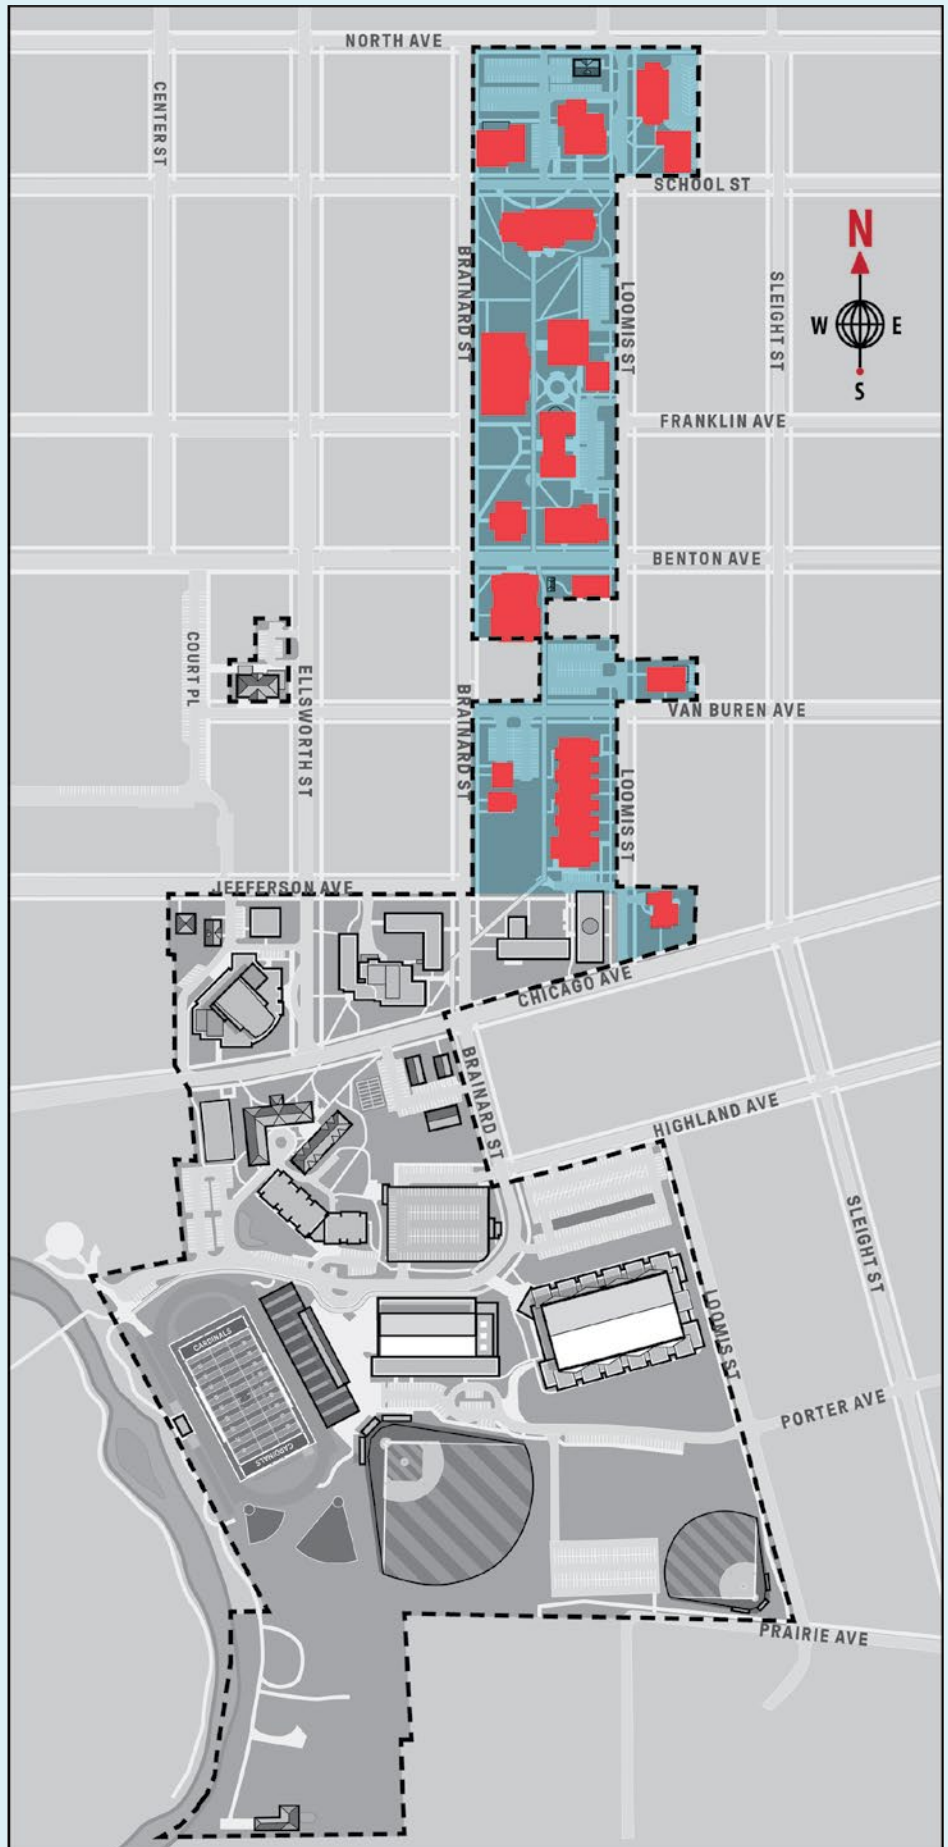 NORTH AVE
CENTER ST
SCHOOL ST
N
W
E
S
BRAINARD ST
LOOMIS ST
SLEIGHT ST
FRANKLIN AVE
BENTON AVE
COURT PL
ELLSWORTH ST
BRAINARD ST
VAN BUREN AVE
LOOMIS ST
JEFFERSON AVE
CHICAGO AVE
BRAINARD ST
HIGHLAND AVE
SLEIGHT ST
LOOMIS ST
CARDINALS
PORTER AVE
CARDINALS
PRAIRIE AVE